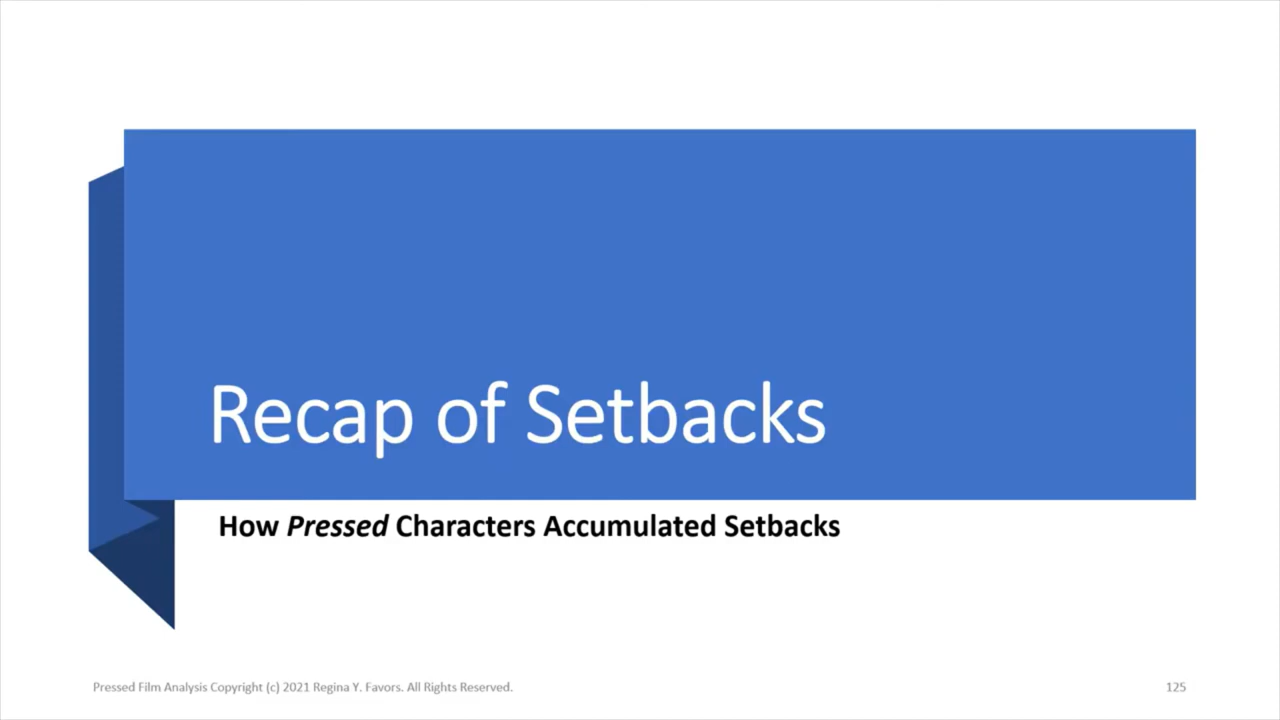 Recap of Setbacks
How Pressed Characters Accumulated Setbacks
Pressed Film Analysis Copyright (c) 2021 Regina Y. Favors. All Rights Reserved.
125